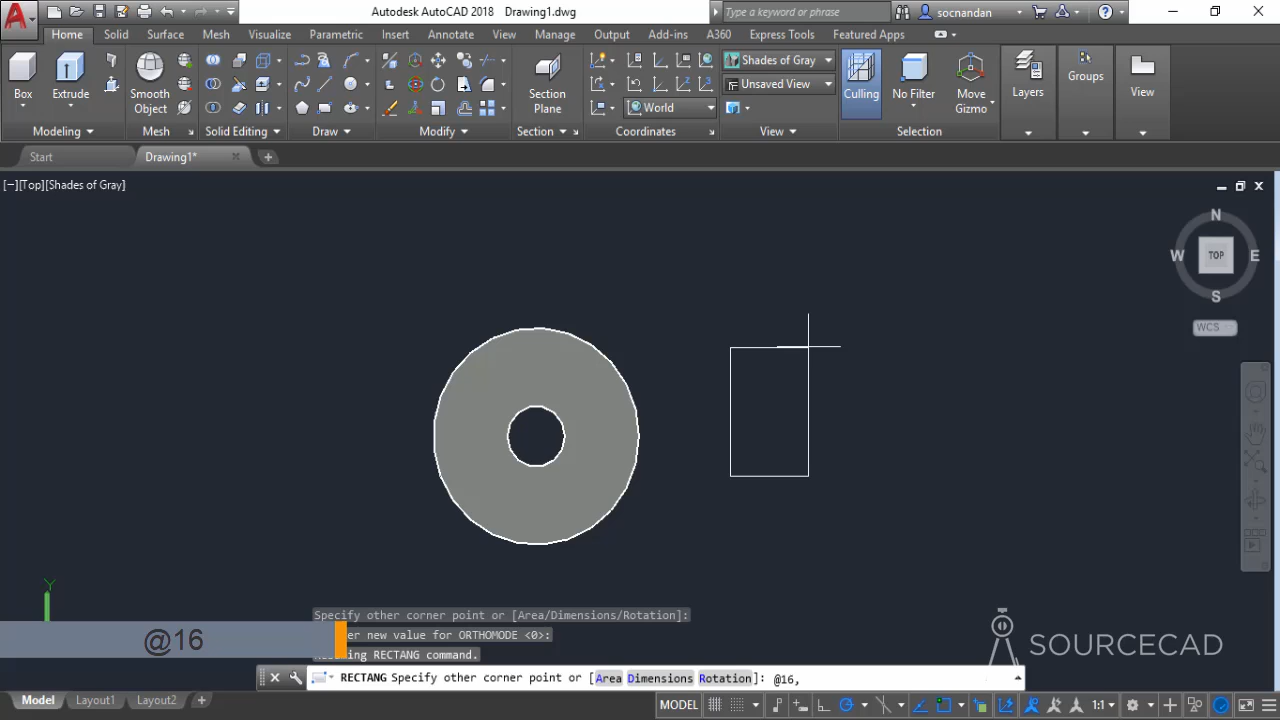 Autodesk AutoCAD 2018 Drawing1.dwg
Type a keyword or phrase
socnandan
Home Solid Surface Mesh Visualize Parametric Insert Annotate View Manage Output Add-ins A360 Express Tools Featured Apps
Box
Extrude
Smooth
Object
Section
Plane
World
Shades of Gray
Unsaved View
Culling
No Filter
Move
Gizmo
Layers
Groups
View
Modeling Mesh Solid Editing Draw Modify Section Coordinates View Selection
Start Drawing1*
[−][Top][Shades of Gray]
N
W TOP E
S
WCS
Y
Specify other corner point or [Area/Dimensions/Rotation]:
er new value for ORTHOMODE <0>:
ing RECTANG command.
@16
SOURCECAD
RECTANG Specify other corner point or [Area Dimensions Rotation]: @16,
Model Layout1 Layout2
MODEL 1:1